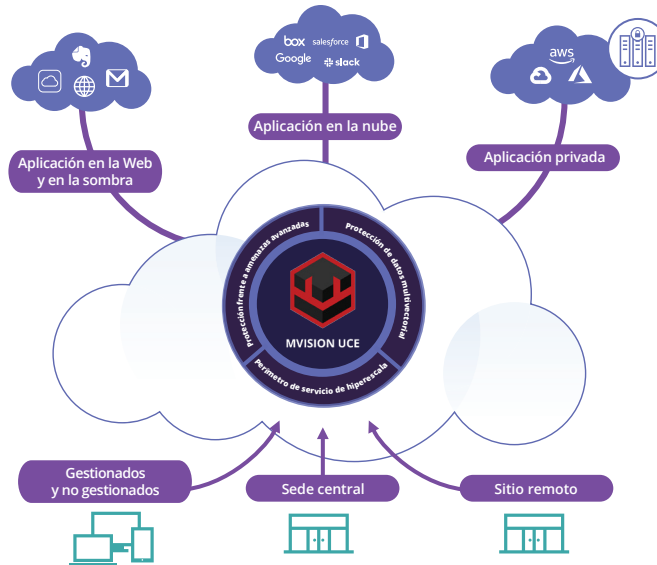 box salesforce
Google slack
aws
Aplicación en la nube
Aplicación en la Web
y en la sombra
Aplicación privada
Protección frente a amenazas avanzadas
Protección de datos multivectorial
MVISION UCE
Perímetro de servicio de hiperescala
Gestionados
y no gestionados
Sede central
Sitio remoto